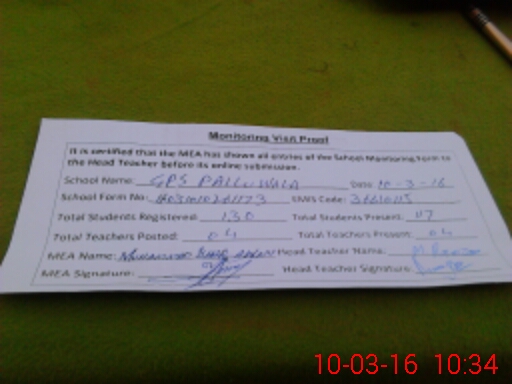 Monitoring Visit Proof
It is certified that the MEA has shown all entries of the School Monitoring Form to
the Head Teacher before its online submission.
School Name: GPS PALLUWALA Date: 10-3-16
School Form No: EMIS Code:
Total Students Registered: 130 Total Students Present: 117
Total Teachers Posted: 04 Total Teachers Present: 04
MEA Name: Muhammad Head Teacher Name: M
MEA Signature: Head Teacher Signature:
10-03-16 10:34